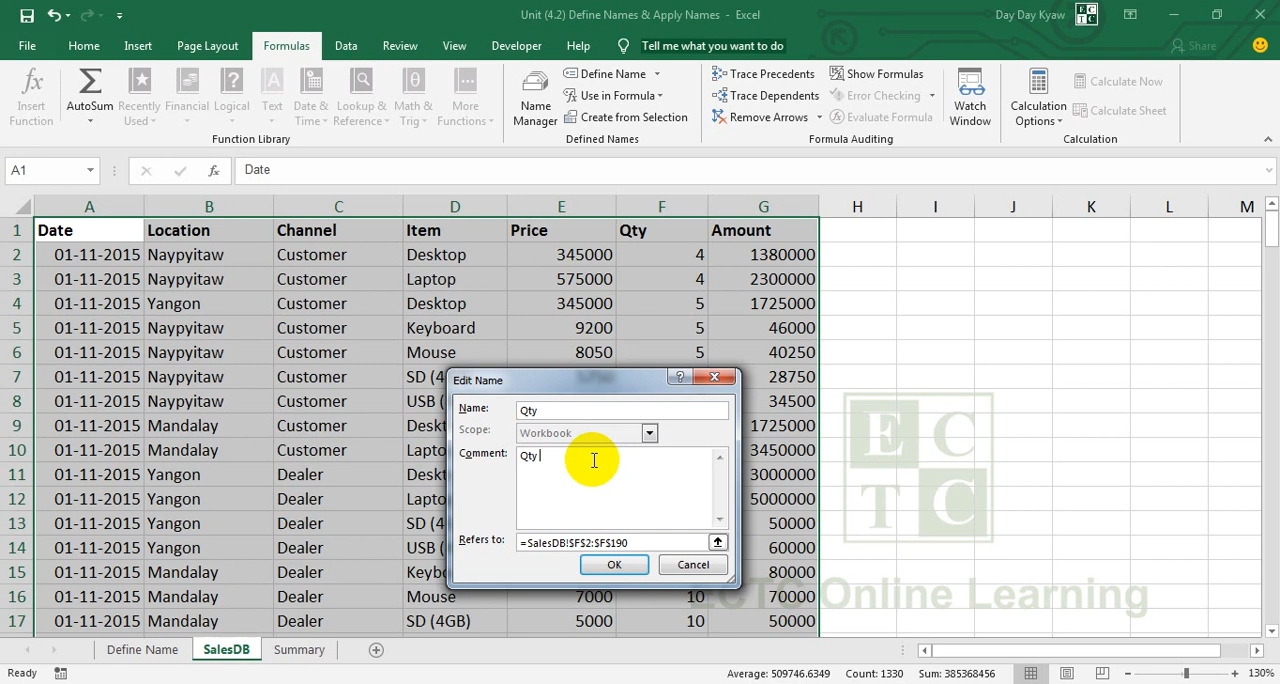 Unit (4.2) Define Names & Apply Names - Excel
Day Day Kyaw
File Home Insert Page Layout Formulas Data Review View Developer Help Tell me what you want to do Share
Insert Function
AutoSum
Recently Used
Financial
Logical
Text
Date & Time
Lookup & Reference
Math & Trig
More Functions
Function Library
Name Manager
Define Name
Use in Formula
Create from Selection
Defined Names
Trace Precedents
Trace Dependents
Remove Arrows
Show Formulas
Error Checking
Evaluate Formula
Formula Auditing
Watch Window
Calculation Options
Calculate Now
Calculate Sheet
Calculation
A1 fx Date
A B C D E F G H I J K L M
1 Date Location Channel Item Price Qty Amount
2 01-11-2015 Naypyitaw Customer Desktop 345000 4 1380000
3 01-11-2015 Naypyitaw Customer Laptop 575000 4 2300000
4 01-11-2015 Yangon Customer Desktop 345000 5 1725000
5 01-11-2015 Naypyitaw Customer Keyboard 9200 5 46000
6 01-11-2015 Naypyitaw Customer Mouse 8050 5 40250
7 01-11-2015 Naypyitaw Customer SD (4 28750
8 01-11-2015 Naypyitaw Customer USB ( 34500
9 01-11-2015 Mandalay Customer Deskt 1725000
10 01-11-2015 Mandalay Customer Lapto 3450000
11 01-11-2015 Yangon Dealer Deskt 3000000
12 01-11-2015 Yangon Dealer Lapto 5000000
13 01-11-2015 Yangon Dealer SD (4 50000
14 01-11-2015 Yangon Dealer USB ( 60000
15 01-11-2015 Mandalay Dealer Keyb 80000
16 01-11-2015 Mandalay Dealer Mouse 7000 10 70000
17 01-11-2015 Mandalay Dealer SD (4GB) 5000 10 50000
Edit Name
Name: Qty
Scope: Workbook
Comment: Qty
Refers to: =SalesDB!$F$2:$F$190
OK Cancel
E C
T C
ECTC Online Learning
Define Name SalesDB Summary
Ready Average: 509746.6349 Count: 1330 Sum: 385368456 130%